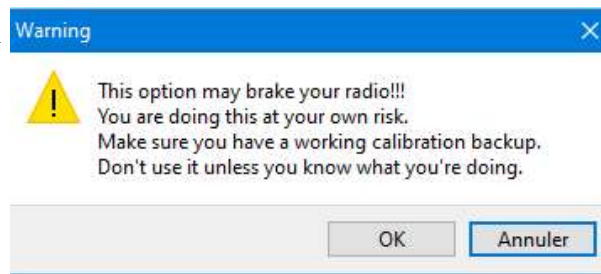 Warning
This option may brake your radio!!!
You are doing this at your own risk.
Make sure you have a working calibration backup.
Don't use it unless you know what you're doing.
OK
Annuler